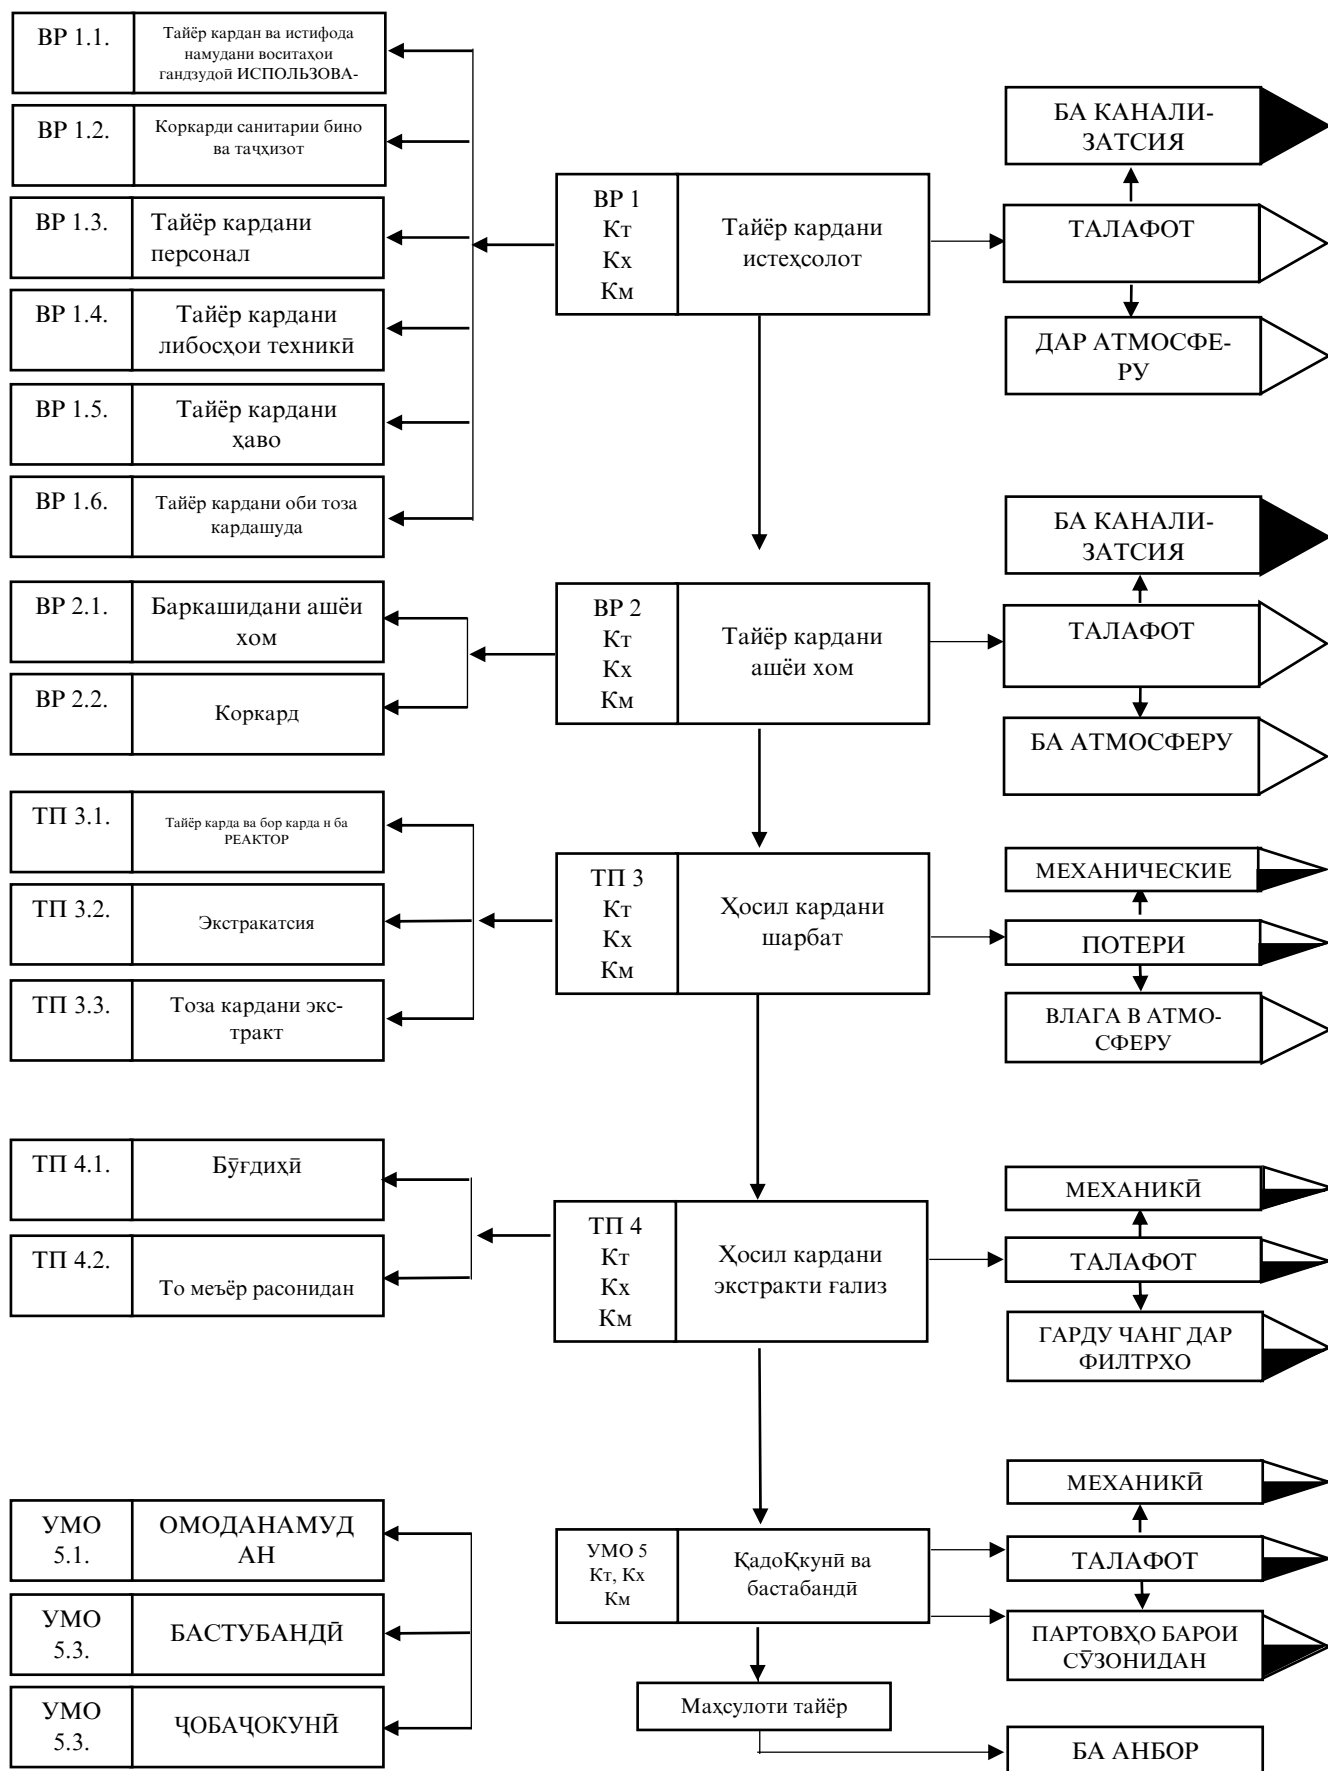 ВР 1.1.
Тайёр кардан ва истифода
намудани воситаҳои
гандзудоӣ ИСПОЛЬЗОВА-
ВР 1.2.
Коркарди санитарии бино
ва таҷҳизот
ВР 1.3.
Тайёр кардани
персонал
ВР 1.4.
Тайёр кардани
либосҳои техникӣ
ВР 1.5.
Тайёр кардани
ҳаво
ВР 1.6.
Тайёр кардани оби тоза
кардашуда
ВР 1
Кт
Кх
Км
Тайёр кардани
истеҳсолот
БА КАНАЛИ-
ЗАТСИЯ
ТАЛАФОТ
ДАР АТМОСФЕ-
РУ
ВР 2.1.
Баркашидани ашёи
хом
ВР 2.2.
Коркард
ВР 2
Кт
Кх
Км
Тайёр кардани
ашёи хом
БА КАНАЛИ-
ЗАТСИЯ
ТАЛАФОТ
БА АТМОСФЕРУ
ТП 3.1.
Тайёр карда ва бор карда н ба
РЕАКТОР
ТП 3.2.
Экстракатсия
ТП 3.3.
Тоза кардани экс-
тракт
ТП 3
Кт
Кх
Км
Ҳосил кардани
шарбат
МЕХАНИЧЕСКИЕ
ПОТЕРИ
ВЛАГА В АТМО-
СФЕРУ
ТП 4.1.
Бӯғдиҳӣ
ТП 4.2.
То меъёр расонидан
ТП 4
Кт
Кх
Км
Ҳосил кардани
экстракти ғализ
МЕХАНИКӢ
ТАЛАФОТ
ГАРДУ ЧАНГ ДАР
ФИЛТРҲО
УМО
5.1.
ОМОДАНАМУД
АН
УМО
5.3.
БАСТУБАНДӢ
УМО
5.3.
ҶОБАҶОКУНӢ
УМО 5
Кт, Кх
Км
ҚадоҚкунӣ ва
бастабандӣ
МЕХАНИКӢ
ТАЛАФОТ
ПАРТОВҲО БАРОИ
СӮЗОНИДАН
Маҳсулоти тайёр
БА АНБОР